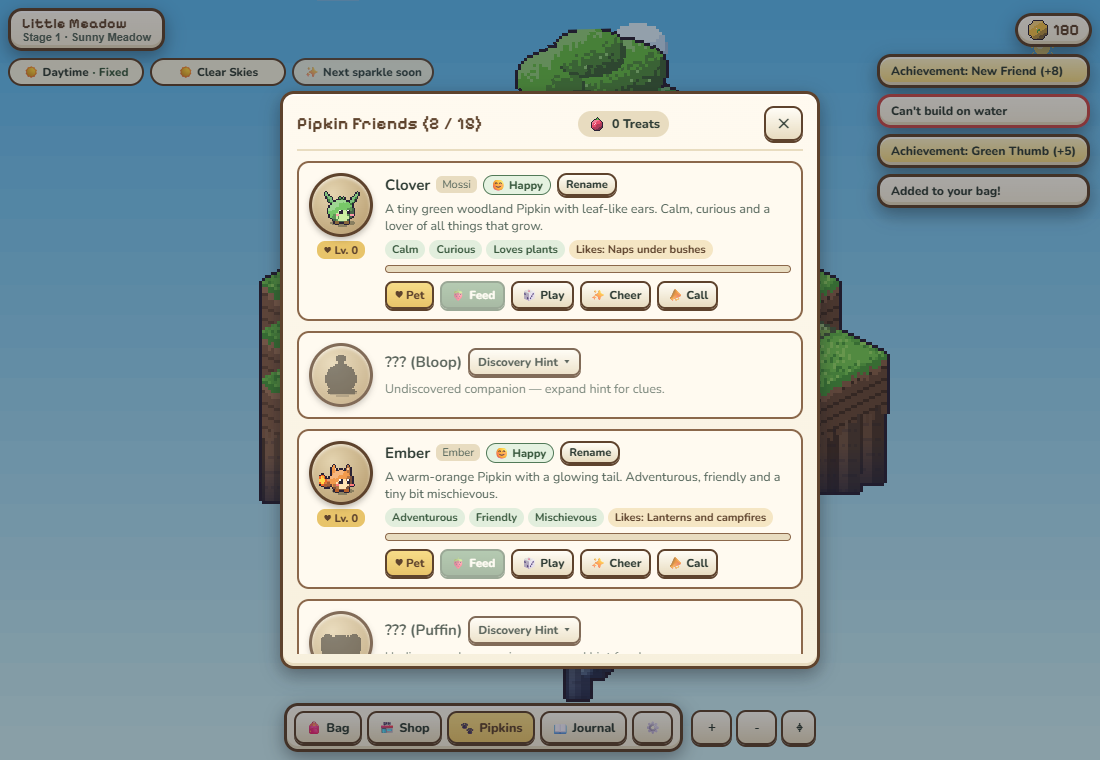 Little Meadow
Stage 1 · Sunny Meadow
180
Daytime · Fixed
Clear Skies
Next sparkle soon
Achievement: New Friend (+8)
Can't build on water
Achievement: Green Thumb (+5)
Added to your bag!
Pipkin Friends (2 / 18)
0 Treats
×
Clover Mossi Happy Rename
A tiny green woodland Pipkin with leaf-like ears. Calm, curious and a
lover of all things that grow.
Lv. 0
Calm Curious Loves plants Likes: Naps under bushes
Pet Feed Play Cheer Call
??? (Bloop) Discovery Hint
Undiscovered companion — expand hint for clues.
Ember Ember Happy Rename
A warm-orange Pipkin with a glowing tail. Adventurous, friendly and a
tiny bit mischievous.
Lv. 0
Adventurous Friendly Mischievous Likes: Lanterns and campfires
Pet Feed Play Cheer Call
??? (Puffin) Discovery Hint
Bag Shop Pipkins Journal + -